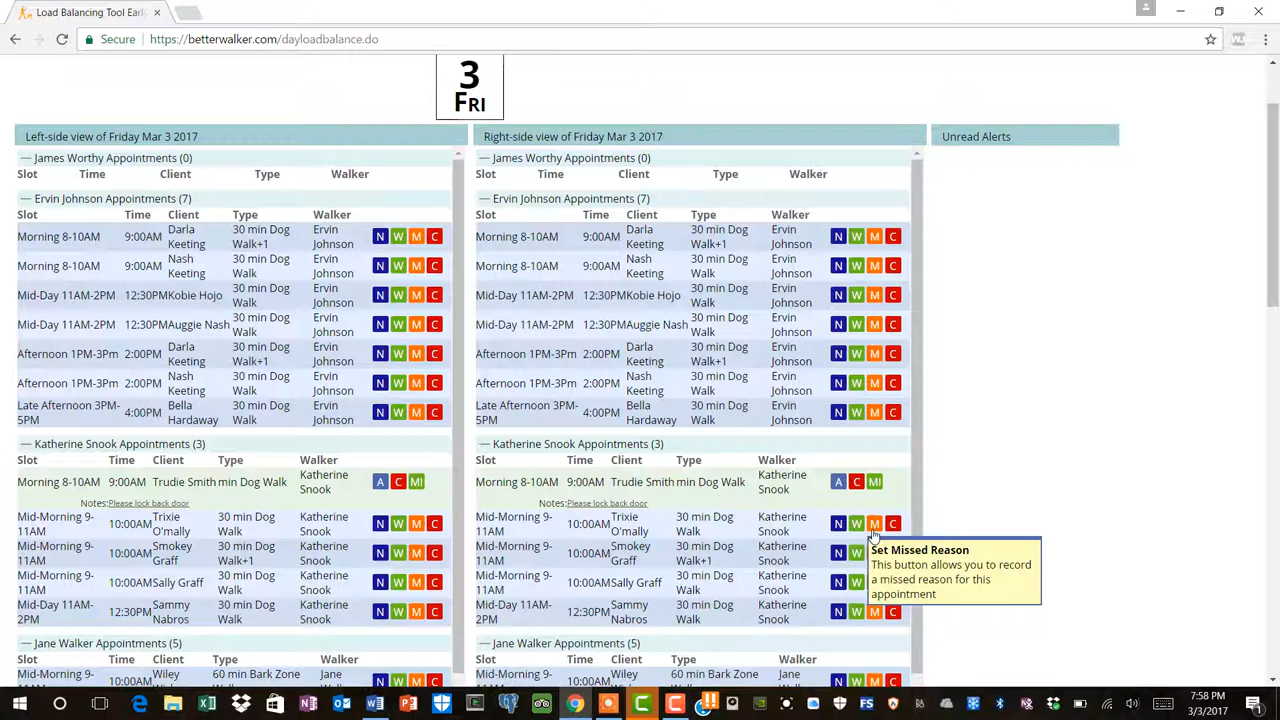 Load Balancing Tool Early
Secure https://betterwalker.com/dayloadbalance.do
3
FRI
Left-side view of Friday Mar 3 2017 Right-side view of Friday Mar 3 2017 Unread Alerts
James Worthy Appointments (0) James Worthy Appointments (0)
Slot Time Client Type Walker Slot Time Client Type Walker
Ervin Johnson Appointments (7) Ervin Johnson Appointments (7)
Slot Time Client Type Walker Slot Time Client Type Walker
Morning 8-10AM 9:00AM Darla Keeting 30 min Dog Walk+1 Ervin Johnson N W M C Morning 8-10AM 9:00AM Darla Keeting 30 min Dog Walk+1 Ervin Johnson N W M C
Morning 8-10AM 9:00AM Nash Keeting 30 min Dog Walk Ervin Johnson N W M C Morning 8-10AM 9:00AM Nash Keeting 30 min Dog Walk Ervin Johnson N W M C
Mid-Day 11AM-2PM 12:30PM Kobie Hojo 30 min Dog Walk Ervin Johnson N W M C Mid-Day 11AM-2PM 12:30PM Kobie Hojo 30 min Dog Walk Ervin Johnson N W M C
Mid-Day 11AM-2PM 12:30PM Auggie Nash 30 min Dog Walk Ervin Johnson N W M C Mid-Day 11AM-2PM 12:30PM Auggie Nash 30 min Dog Walk Ervin Johnson N W M C
Afternoon 1PM-3Pm 2:00PM Darla Keeting 30 min Dog Walk+1 Ervin Johnson N W M C Afternoon 1PM-3Pm 2:00PM Darla Keeting 30 min Dog Walk+1 Ervin Johnson N W M C
Afternoon 1PM-3Pm 2:00PM Nash Keeting 30 min Dog Walk Ervin Johnson N W M C Afternoon 1PM-3Pm 2:00PM Nash Keeting 30 min Dog Walk Ervin Johnson N W M C
Late Afternoon 3PM-5PM 4:00PM Bella Hardaway 30 min Dog Walk Ervin Johnson N W M C Late Afternoon 3PM-5PM 4:00PM Bella Hardaway 30 min Dog Walk Ervin Johnson N W M C
Katherine Snook Appointments (3) Katherine Snook Appointments (3)
Slot Time Client Type Walker Slot Time Client Type Walker
Morning 8-10AM 9:00AM Trudie Smith min Dog Walk Katherine Snook A C MI Morning 8-10AM 9:00AM Trudie Smith min Dog Walk Katherine Snook A C MI
Notes:Please lock back door Notes:Please lock back door
Mid-Morning 9-11AM 10:00AM Trixie O'mally 30 min Dog Walk Katherine Snook N W M C Mid-Morning 9-11AM 10:00AM Trixie O'mally 30 min Dog Walk Katherine Snook N W M C
Mid-Morning 9-11AM 10:00AM Smokey Graff 30 min Dog Walk+1 Katherine Snook N W M C Mid-Morning 9-11AM 10:00AM Smokey Graff 30 min Dog Walk+1 Katherine Snook N W
Mid-Morning 9-11AM 10:00AM Sally Graff 30 min Dog Walk Katherine Snook N W M C Mid-Morning 9-11AM 10:00AM Sally Graff 30 min Dog Walk Katherine Snook N W
Mid-Day 11AM-2PM 12:30PM Sammy Nabros 30 min Dog Walk Katherine Snook N W M C Mid-Day 11AM-2PM 12:30PM Sammy Nabros 30 min Dog Walk Katherine Snook N W M C
Set Missed Reason
This button allows you to record
a missed reason for this
appointment
Jane Walker Appointments (5) Jane Walker Appointments (5)
Slot Time Client Type Walker Slot Time Client Type Walker
Mid-Morning 9- 10:00AM Wiley 60 min Bark Zone Jane N W M C Mid-Morning 9- 10:00AM Wiley 60 min Bark Zone Jane N W M C
7:58 PM
3/3/2017